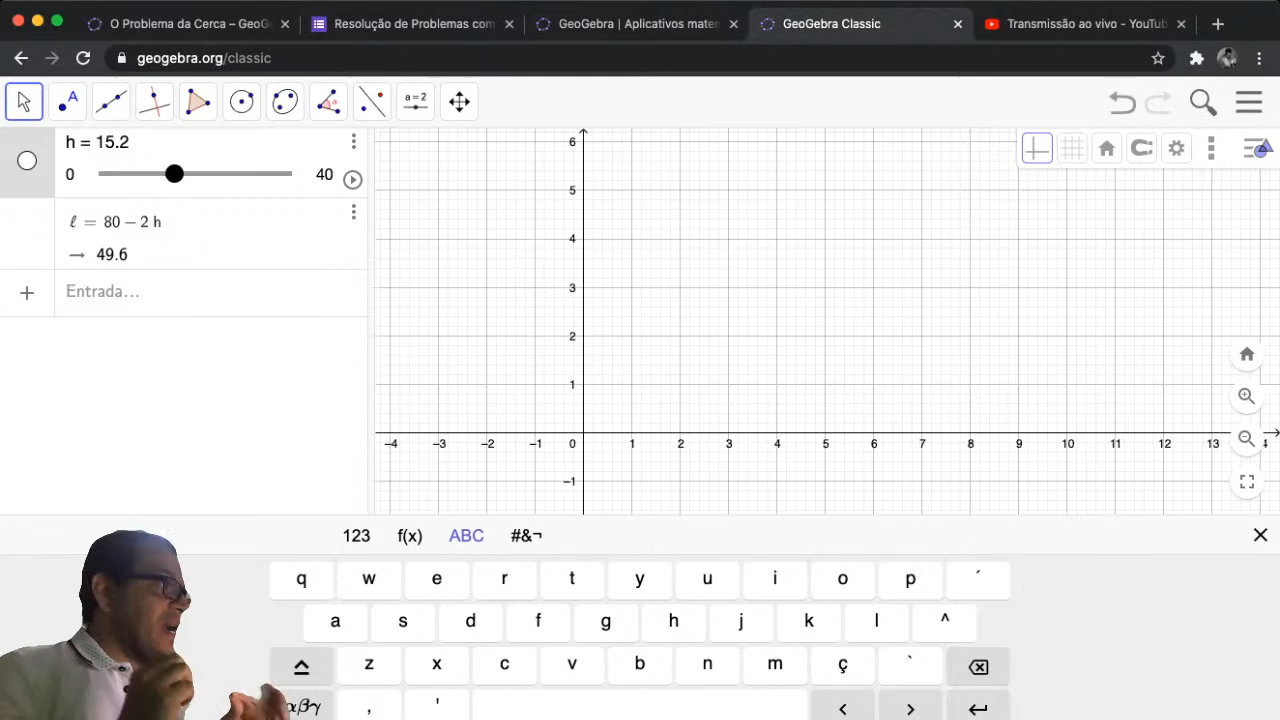 O Problema da Cerca – GeoG
Resolução de Problemas com
GeoGebra | Aplicativos mater
GeoGebra Classic
Transmissão ao vivo - YouTub
geogebra.org/classic
a=2
h = 15.2
0
40
ℓ = 80 − 2 h
→ 49.6
+ Entrada…
6
5
4
3
2
1
−4 −3 −2 −1 0 1 2 3 4 5 6 7 8 9 10 11 12 13 4
−1
123 f(x) ABC #&¬
q w e r t y u i o p ´
a s d f g h j k l ^
z x c v b n m ç `
αβγ , ' < >